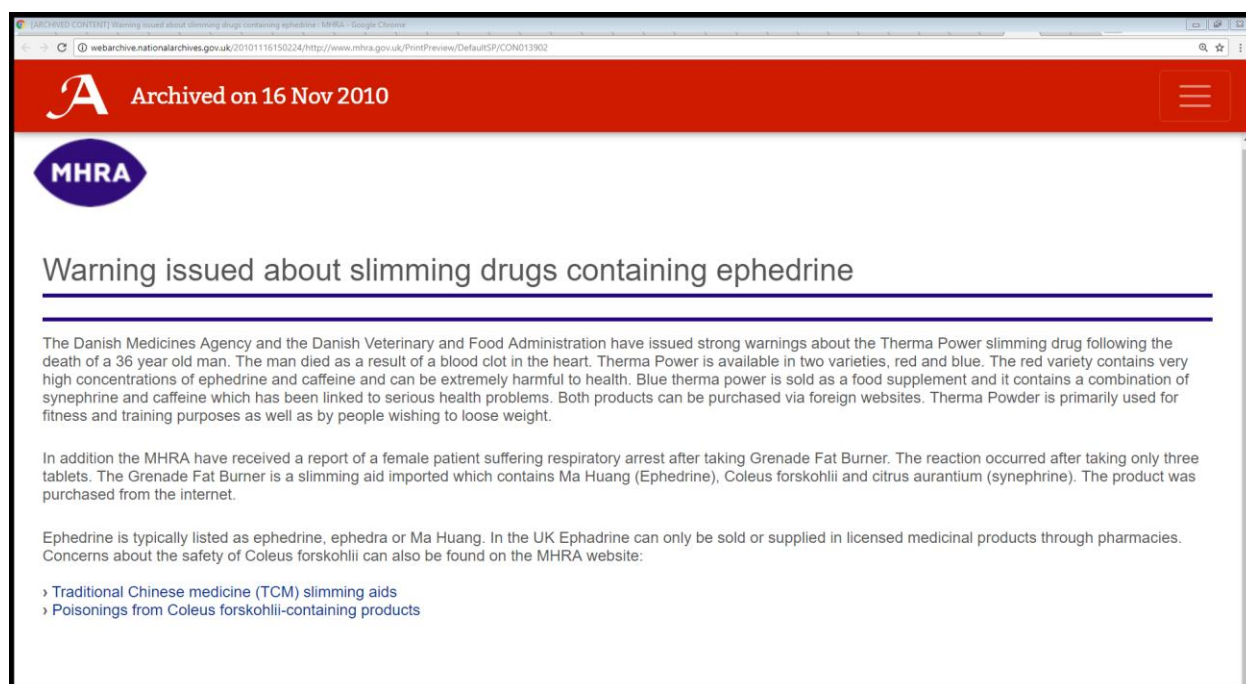 [ARCHIVED CONTENT] Warning issued about slimming drugs containing ephedrine : MHRA - Google Chrome
webarchive.nationalarchives.gov.uk/20101116150224/http://www.mhra.gov.uk/PrintPreview/DefaultSP/CON013902
A Archived on 16 Nov 2010
MHRA
Warning issued about slimming drugs containing ephedrine
The Danish Medicines Agency and the Danish Veterinary and Food Administration have issued strong warnings about the Therma Power slimming drug following the
death of a 36 year old man. The man died as a result of a blood clot in the heart. Therma Power is available in two varieties, red and blue. The red variety contains very
high concentrations of ephedrine and caffeine and can be extremely harmful to health. Blue therma power is sold as a food supplement and it contains a combination of
synephrine and caffeine which has been linked to serious health problems. Both products can be purchased via foreign websites. Therma Powder is primarily used for
fitness and training purposes as well as by people wishing to loose weight.
In addition the MHRA have received a report of a female patient suffering respiratory arrest after taking Grenade Fat Burner. The reaction occurred after taking only three
tablets. The Grenade Fat Burner is a slimming aid imported which contains Ma Huang (Ephedrine), Coleus forskohlii and citrus aurantium (synephrine). The product was
purchased from the internet.
Ephedrine is typically listed as ephedrine, ephedra or Ma Huang. In the UK Ephadrine can only be sold or supplied in licensed medicinal products through pharmacies.
Concerns about the safety of Coleus forskohlii can also be found on the MHRA website:
› Traditional Chinese medicine (TCM) slimming aids
› Poisonings from Coleus forskohlii-containing products